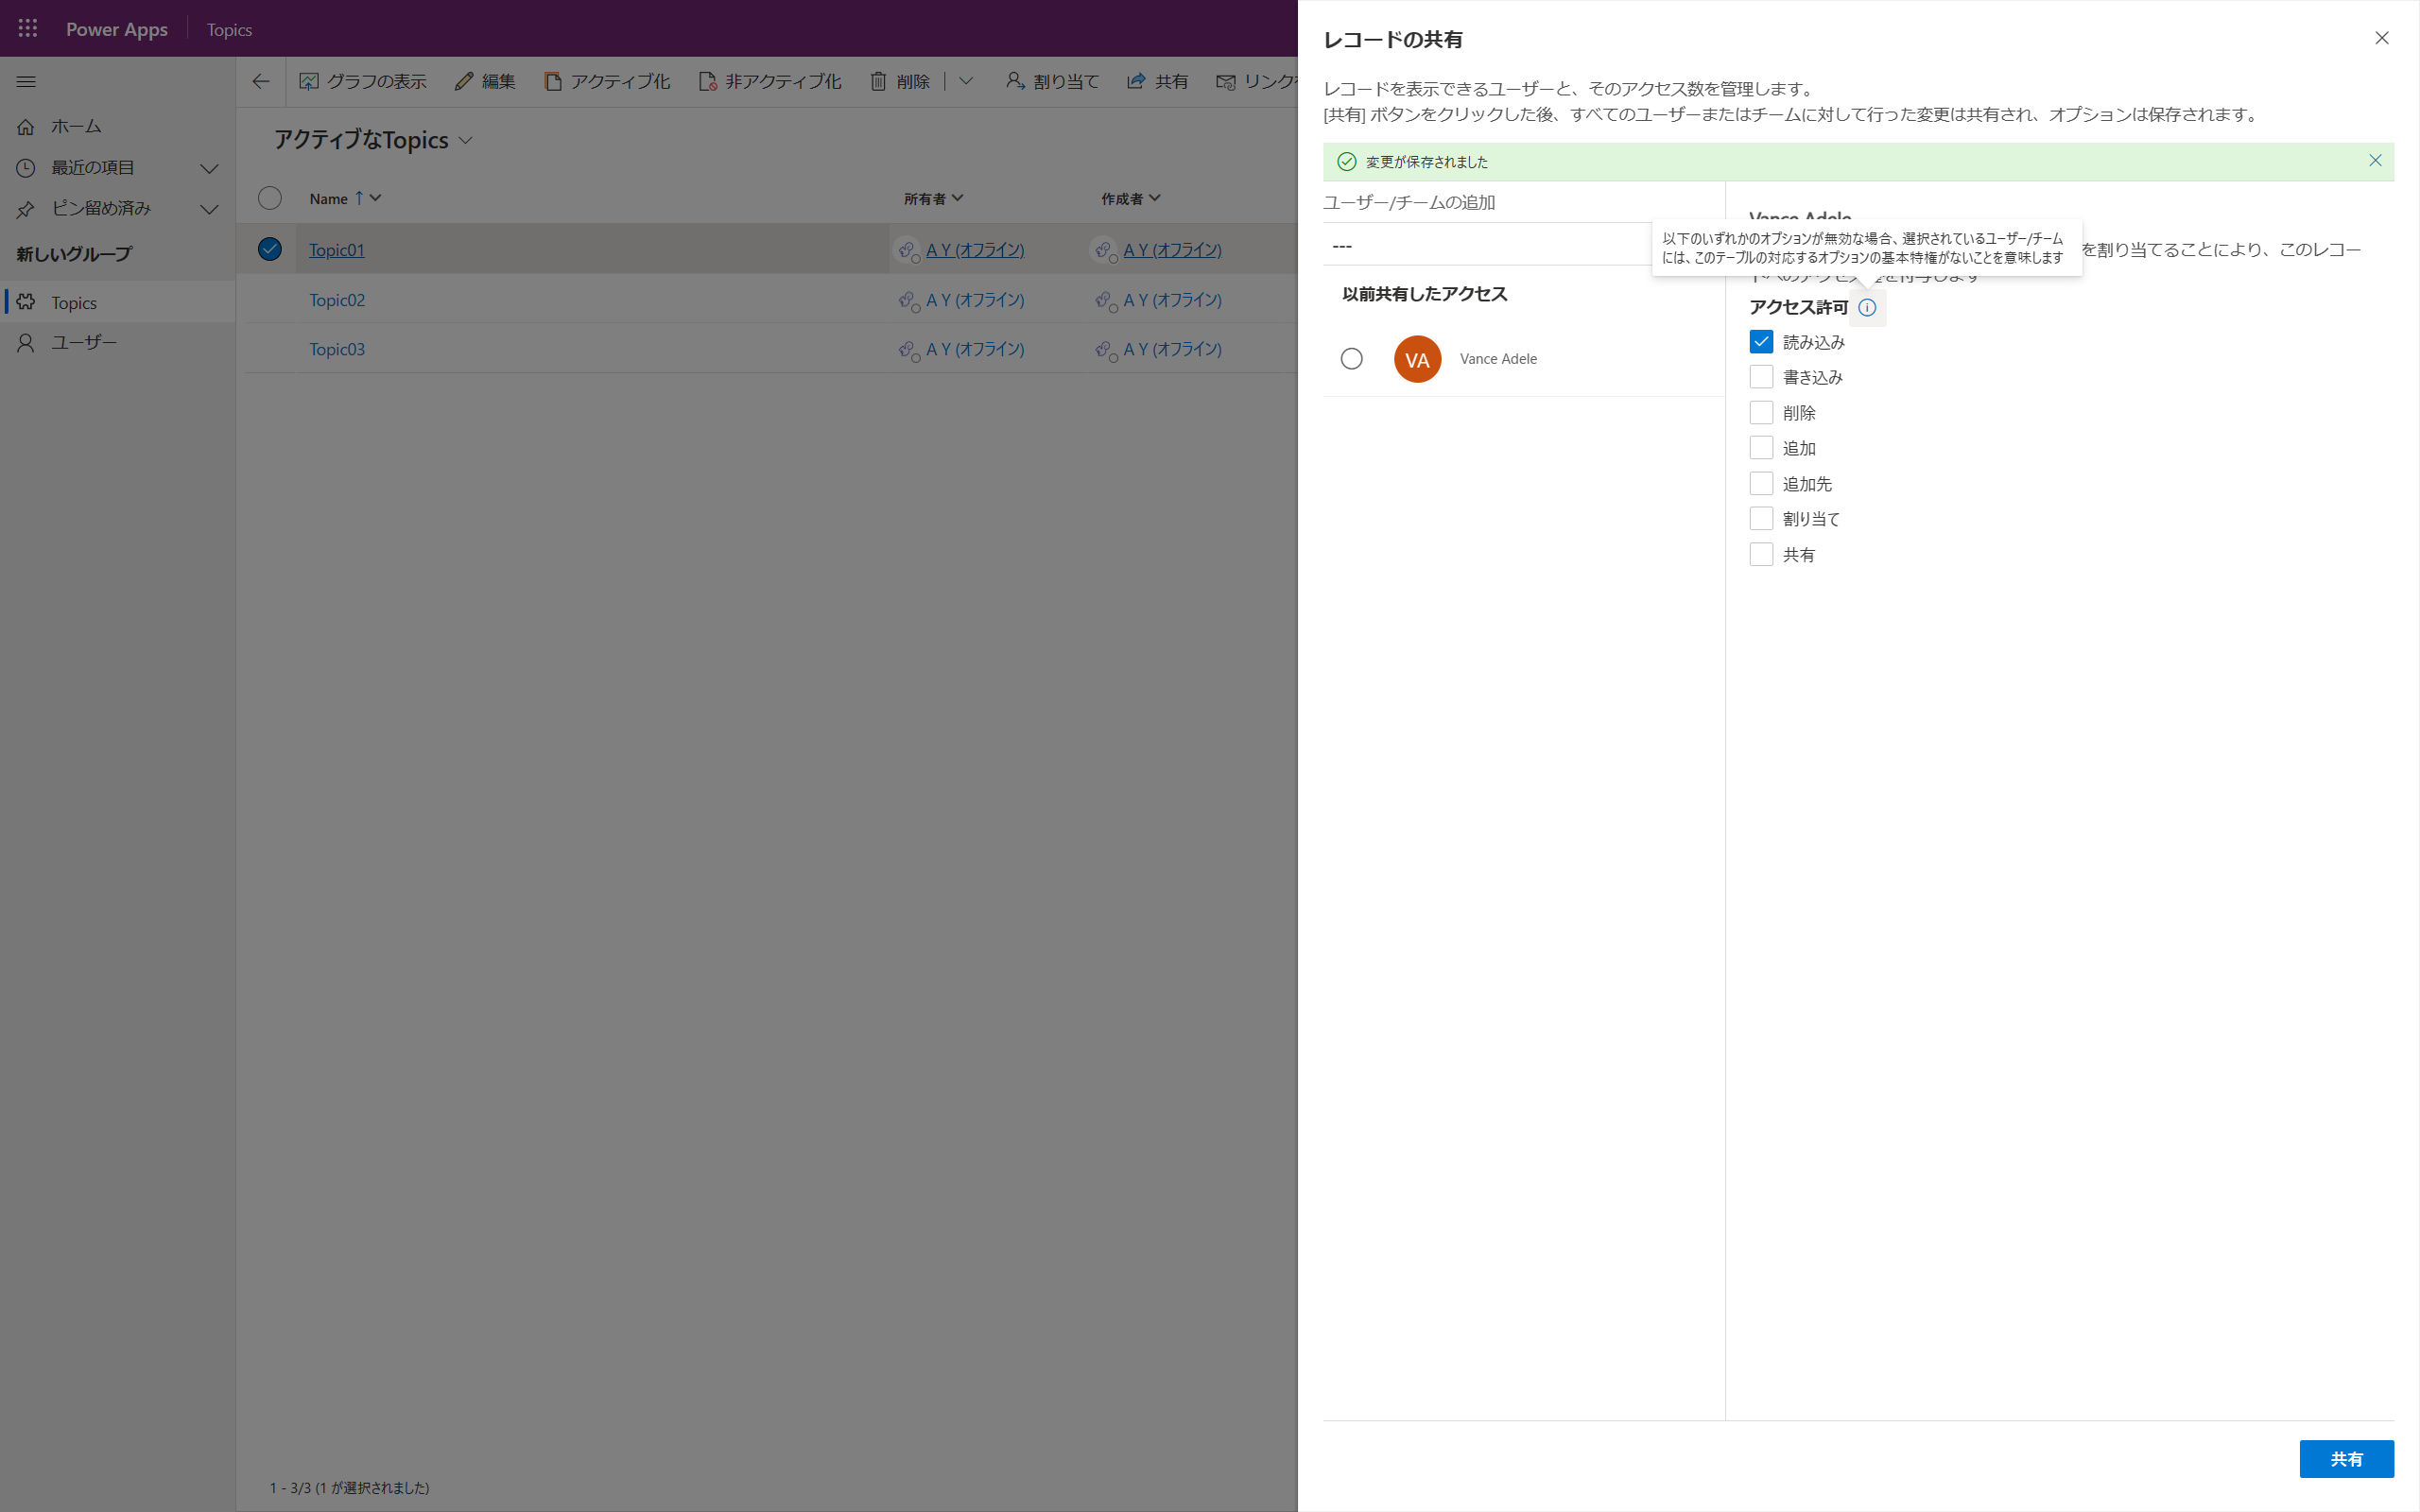 Power Apps
Topics
ホーム
最近の項目
ピン留め済み
新しいグループ
Topics
ユーザー
グラフの表示
編集
アクティブ化
非アクティブ化
削除
割り当て
共有
アクティブなTopics
Name
所有者
作成者
Topic01
A Y (オフライン)
A Y (オフライン)
Topic02
A Y (オフライン)
A Y (オフライン)
Topic03
A Y (オフライン)
A Y (オフライン)
1 - 3/3 (1 が選択されました)
レコードの共有
レコードを表示できるユーザーと、そのアクセス数を管理します。
[共有] ボタンをクリックした後、すべてのユーザーまたはチームに対して行った変更は共有され、オプションは保存されます。
変更が保存されました
ユーザー/チームの追加
---
以前共有したアクセス
VA
Vance Adele
Vance Adele
以下のいずれかのオプションが無効な場合、選択されているユーザー/チーム
には、このテーブルの対応するオプションの基本特権がないことを意味します
を割り当てることにより、このレコー
アクセス許可
読み込み
書き込み
削除
追加
追加先
割り当て
共有
共有